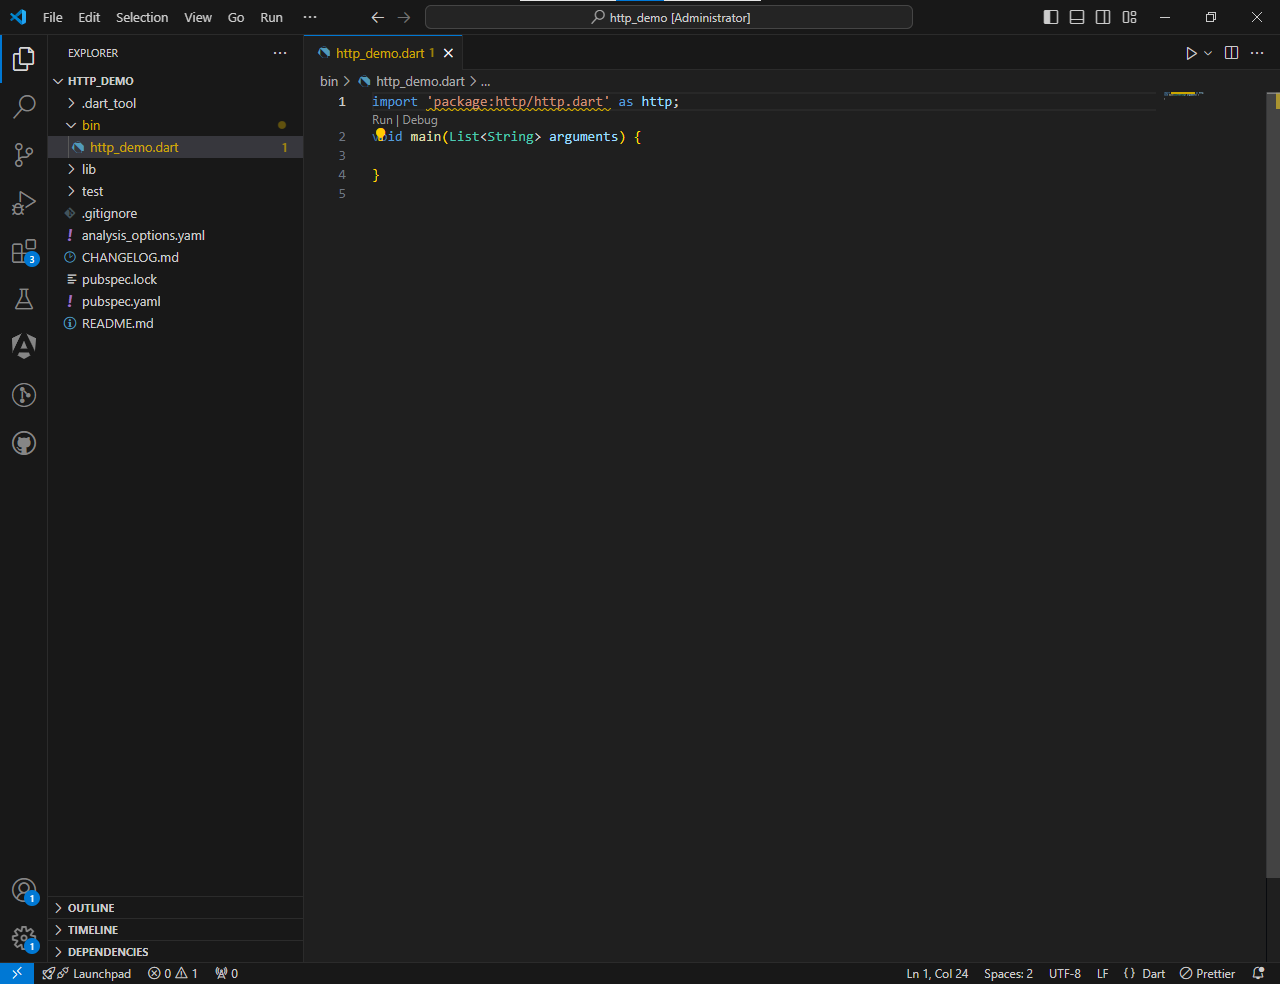 File Edit Selection View Go Run ···
http_demo [Administrator]
EXPLORER
HTTP_DEMO
.dart_tool
bin
http_demo.dart 1
lib
test
.gitignore
analysis_options.yaml
CHANGELOG.md
pubspec.lock
pubspec.yaml
README.md
3
1
1
OUTLINE
TIMELINE
DEPENDENCIES
http_demo.dart 1
bin > http_demo.dart > ...
1 import 'package:http/http.dart' as http;
Run | Debug
2 void main(List<String> arguments) {
3
4 }
5
Launchpad 0 1 0
Ln 1, Col 24 Spaces: 2 UTF-8 LF {} Dart Prettier